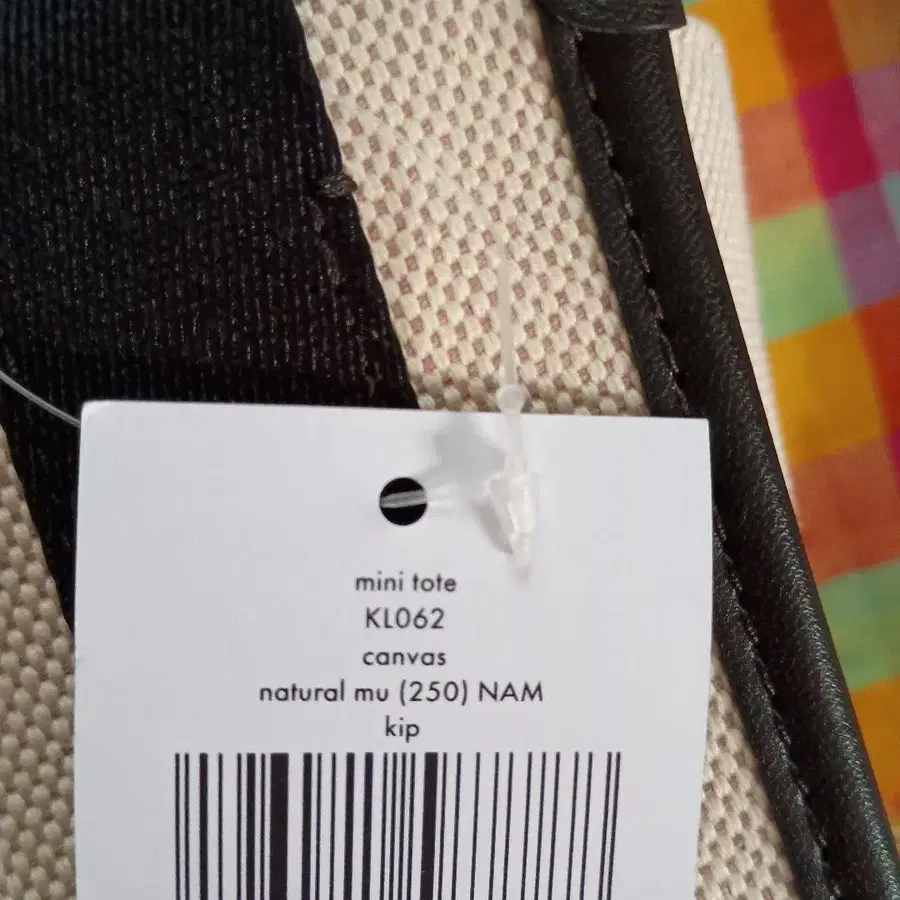 mini tote
KL062
canvas
natural mu (250) NAM
kip